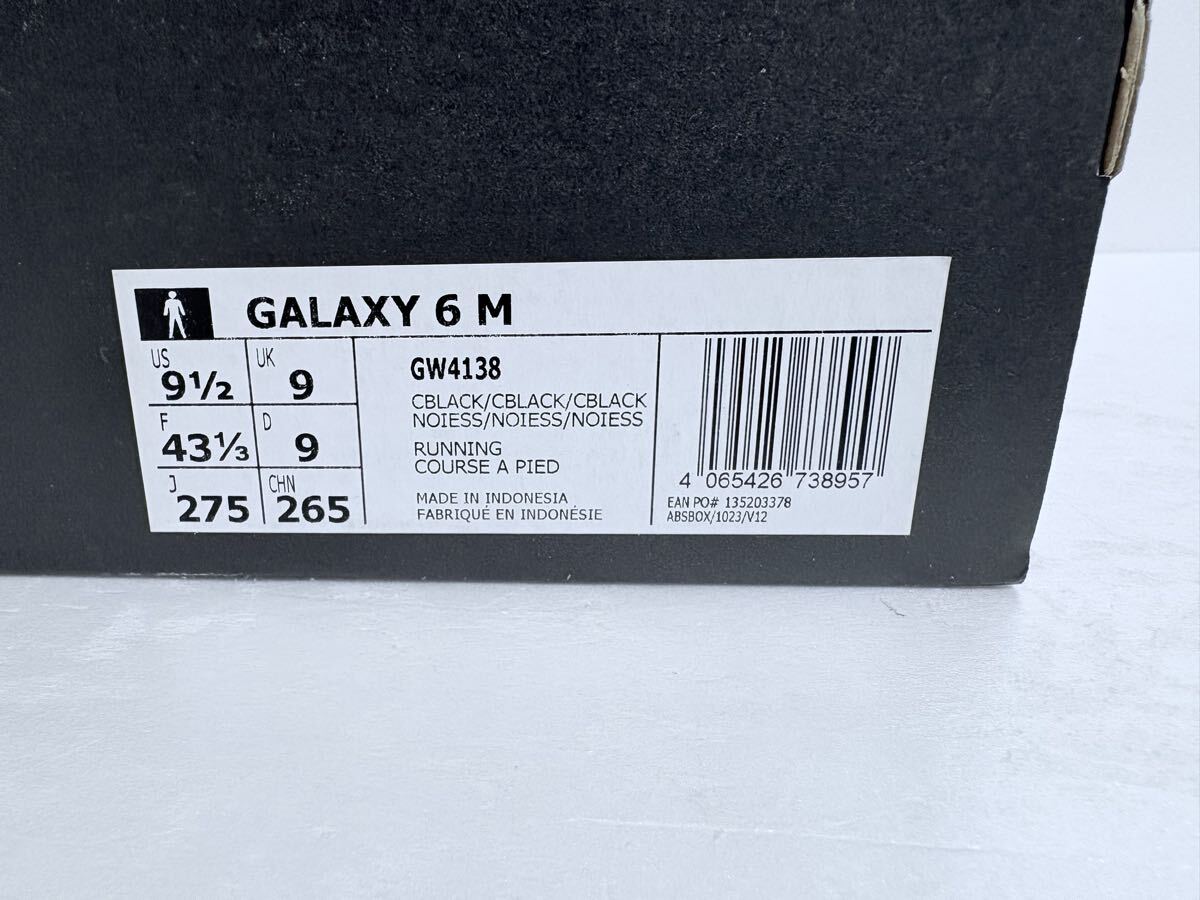 GALAXY 6 M
US 9½ UK 9
F 43⅓ D 9
J 275 CHN 265
GW4138
CBLACK/CBLACK/CBLACK
NOIESS/NOIESS/NOIESS
RUNNING
COURSE A PIED
MADE IN INDONESIA
FABRIQUÉ EN INDONÉSIE
4 065426 738957
EAN PO# 135203378
ABSBOX/1023/V12